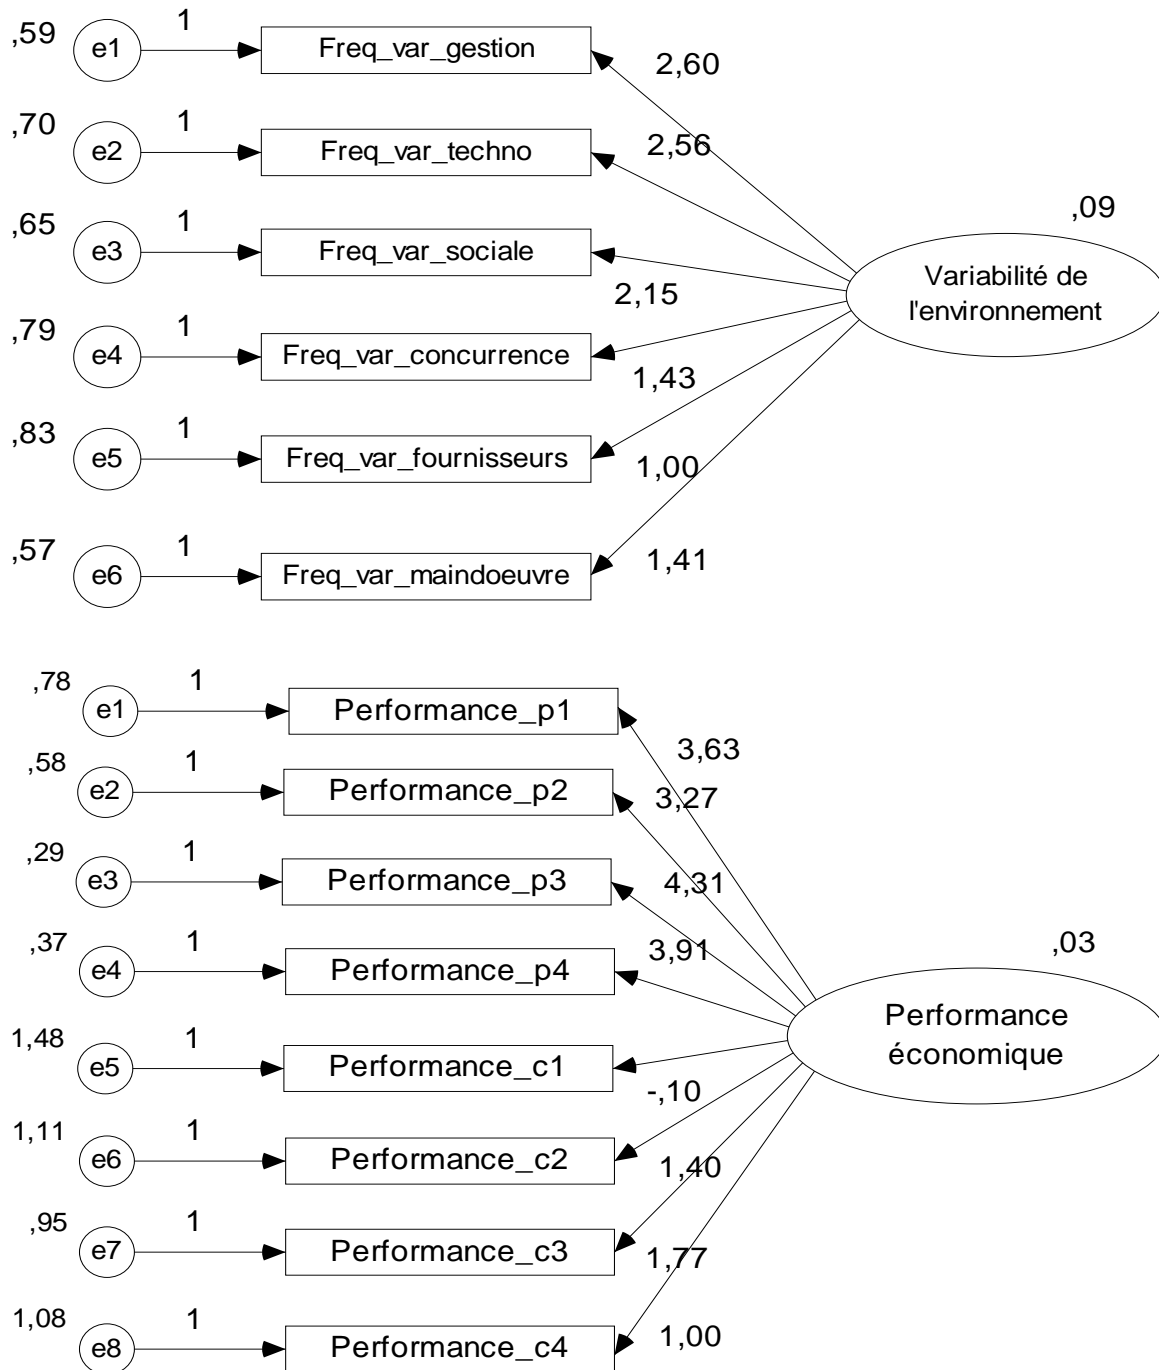 ,59 e1 1 Freq_var_gestion 2,60
,70 e2 1 Freq_var_techno 2,56
,65 e3 1 Freq_var_sociale 2,15
,79 e4 1 Freq_var_concurrence 1,43
,83 e5 1 Freq_var_fournisseurs 1,00
,57 e6 1 Freq_var_maindoeuvre 1,41
,09
Variabilité de
l'environnement
,78 e1 1 Performance_p1 3,63
,58 e2 1 Performance_p2 3,27
,29 e3 1 Performance_p3 4,31
,37 e4 1 Performance_p4 3,91
1,48 e5 1 Performance_c1 -,10
1,11 e6 1 Performance_c2 1,40
,95 e7 1 Performance_c3 1,77
1,08 e8 1 Performance_c4 1,00
,03
Performance
économique